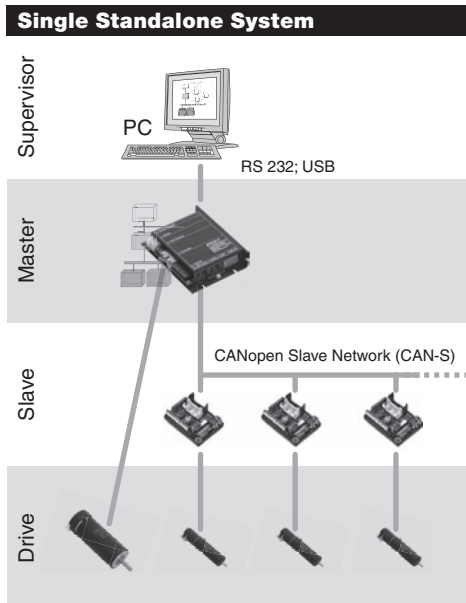 Single Standalone System
Supervisor
PC
RS 232; USB
Master
CANopen Slave Network (CAN-S)
Slave
Drive